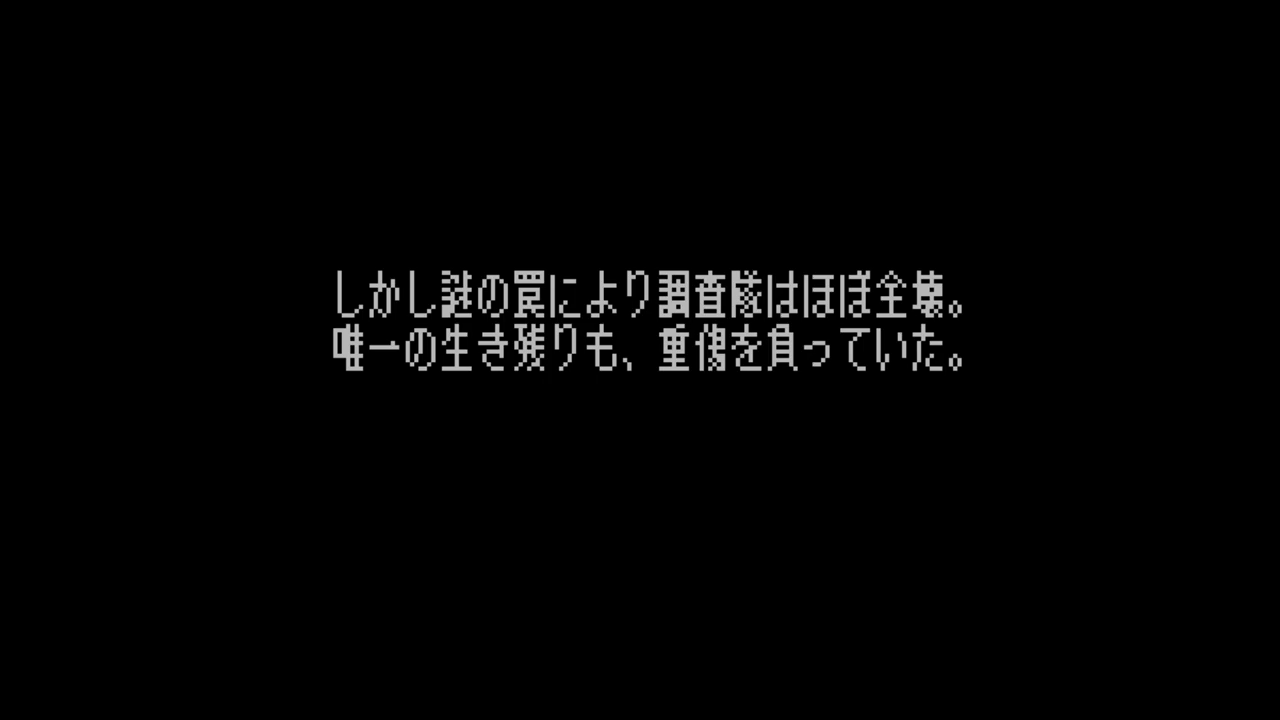 しかし謎の罠により調査隊はほぼ全壊。
唯一の生き残りも、重傷を負っていた。